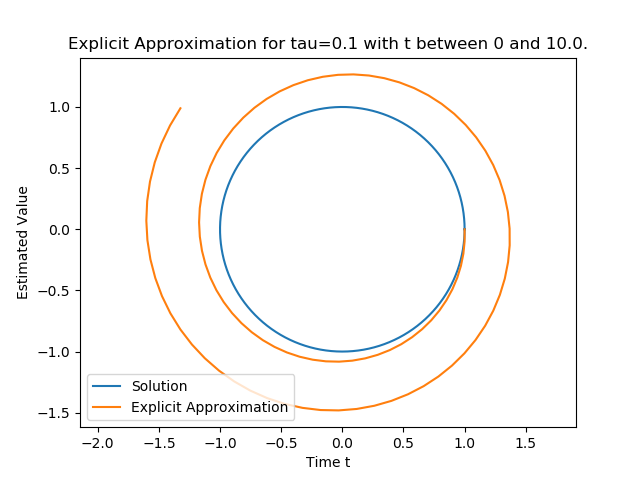 Explicit Approximation for tau=0.1 with t between 0 and 10.0.
Estimated Value
1.0
0.5
0.0
−0.5
−1.0
−1.5
Solution
Explicit Approximation
−2.0 −1.5 −1.0 −0.5 0.0 0.5 1.0 1.5
Time t